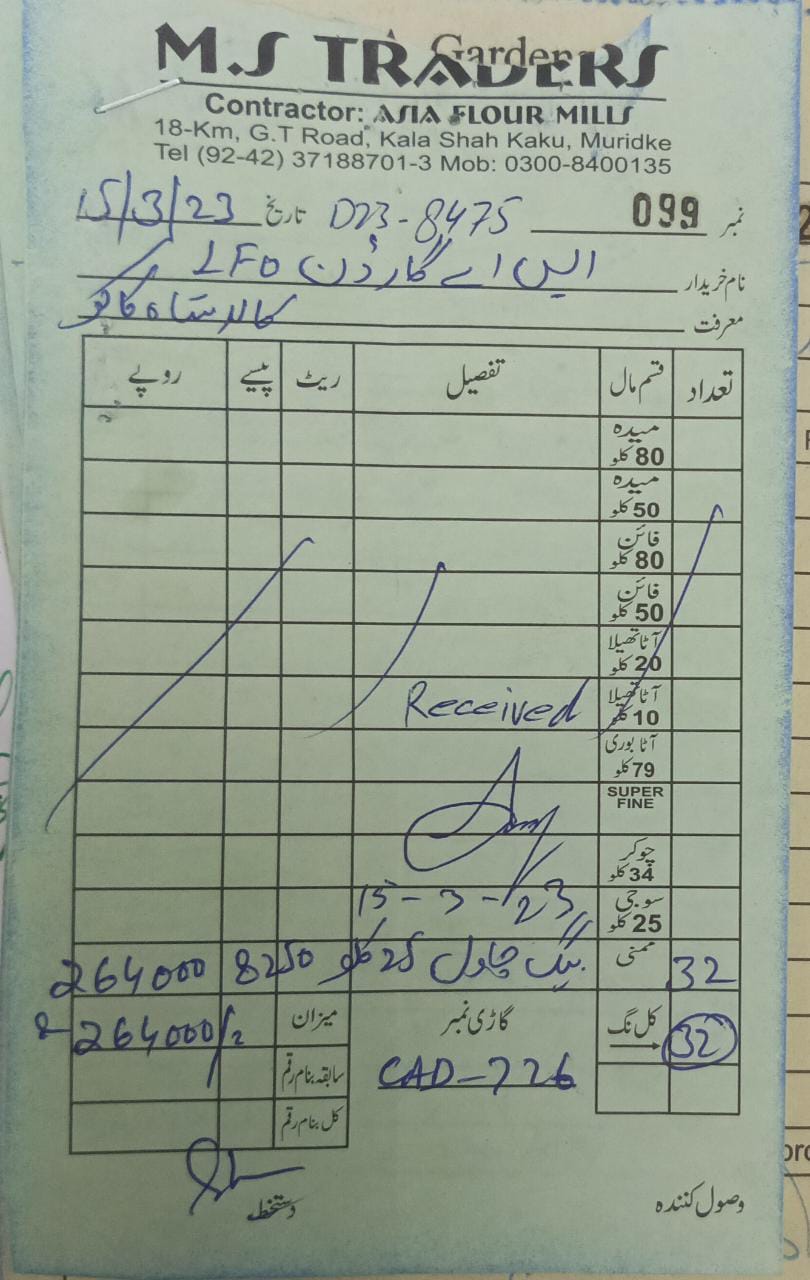 Gardena
M.S TRADERS
Contractor: ASIA FLOUR MILLS
18-Km, G.T Road, Kala Shah Kaku, Muridke
Tel (92-42) 37188701-3 Mob: 0300-8400135
نمبر 099 D23-8475 تاریخ 15/3/23
نام خریدار ایس اے گارڈن LFO
معرفت کالا شاہ کاکو
تعداد قسم مال تفصیل ریٹ پیسے روپے
میدہ 80 کلو
میدہ 50 کلو
فائن 80 کلو
فائن 50 کلو
آٹا تھیلا 20 کلو
آٹا تھیلا 10 کلو Received
آٹا بوری 79 کلو
SUPER FINE
چوکر 34 کلو
سوجی 25 کلو 15-3-23
32 ممنی بیگ چاول 25 کلو 8250 264000
32 کل نگ گاڑی نمبر میزان 264000/2
CAD-726 سابقہ بنام رقم
کل بنام رقم
وصول کنندہ دستخط